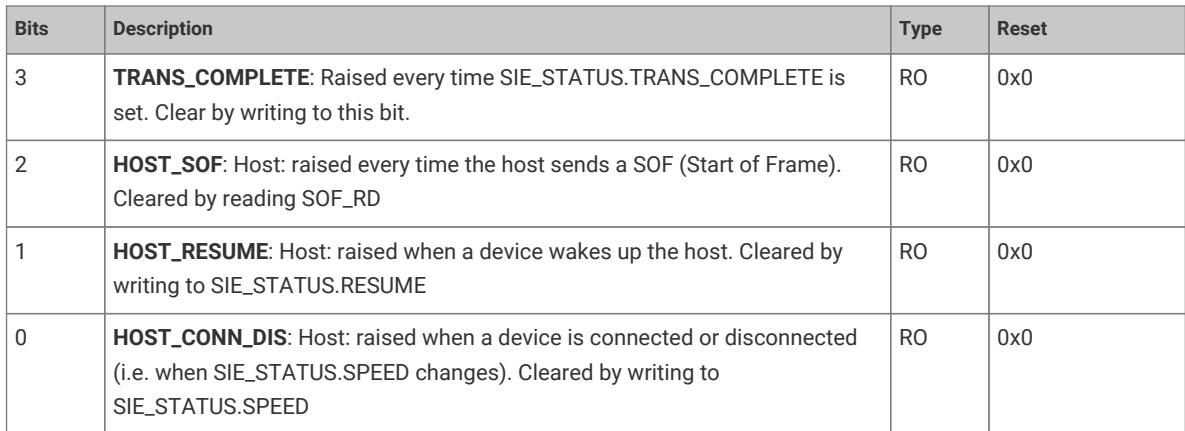 Bits Description Type Reset
3 TRANS_COMPLETE: Raised every time SIE_STATUS.TRANS_COMPLETE is RO 0x0
set. Clear by writing to this bit.
2 HOST_SOF: Host: raised every time the host sends a SOF (Start of Frame). RO 0x0
Cleared by reading SOF_RD
1 HOST_RESUME: Host: raised when a device wakes up the host. Cleared by RO 0x0
writing to SIE_STATUS.RESUME
0 HOST_CONN_DIS: Host: raised when a device is connected or disconnected RO 0x0
(i.e. when SIE_STATUS.SPEED changes). Cleared by writing to
SIE_STATUS.SPEED